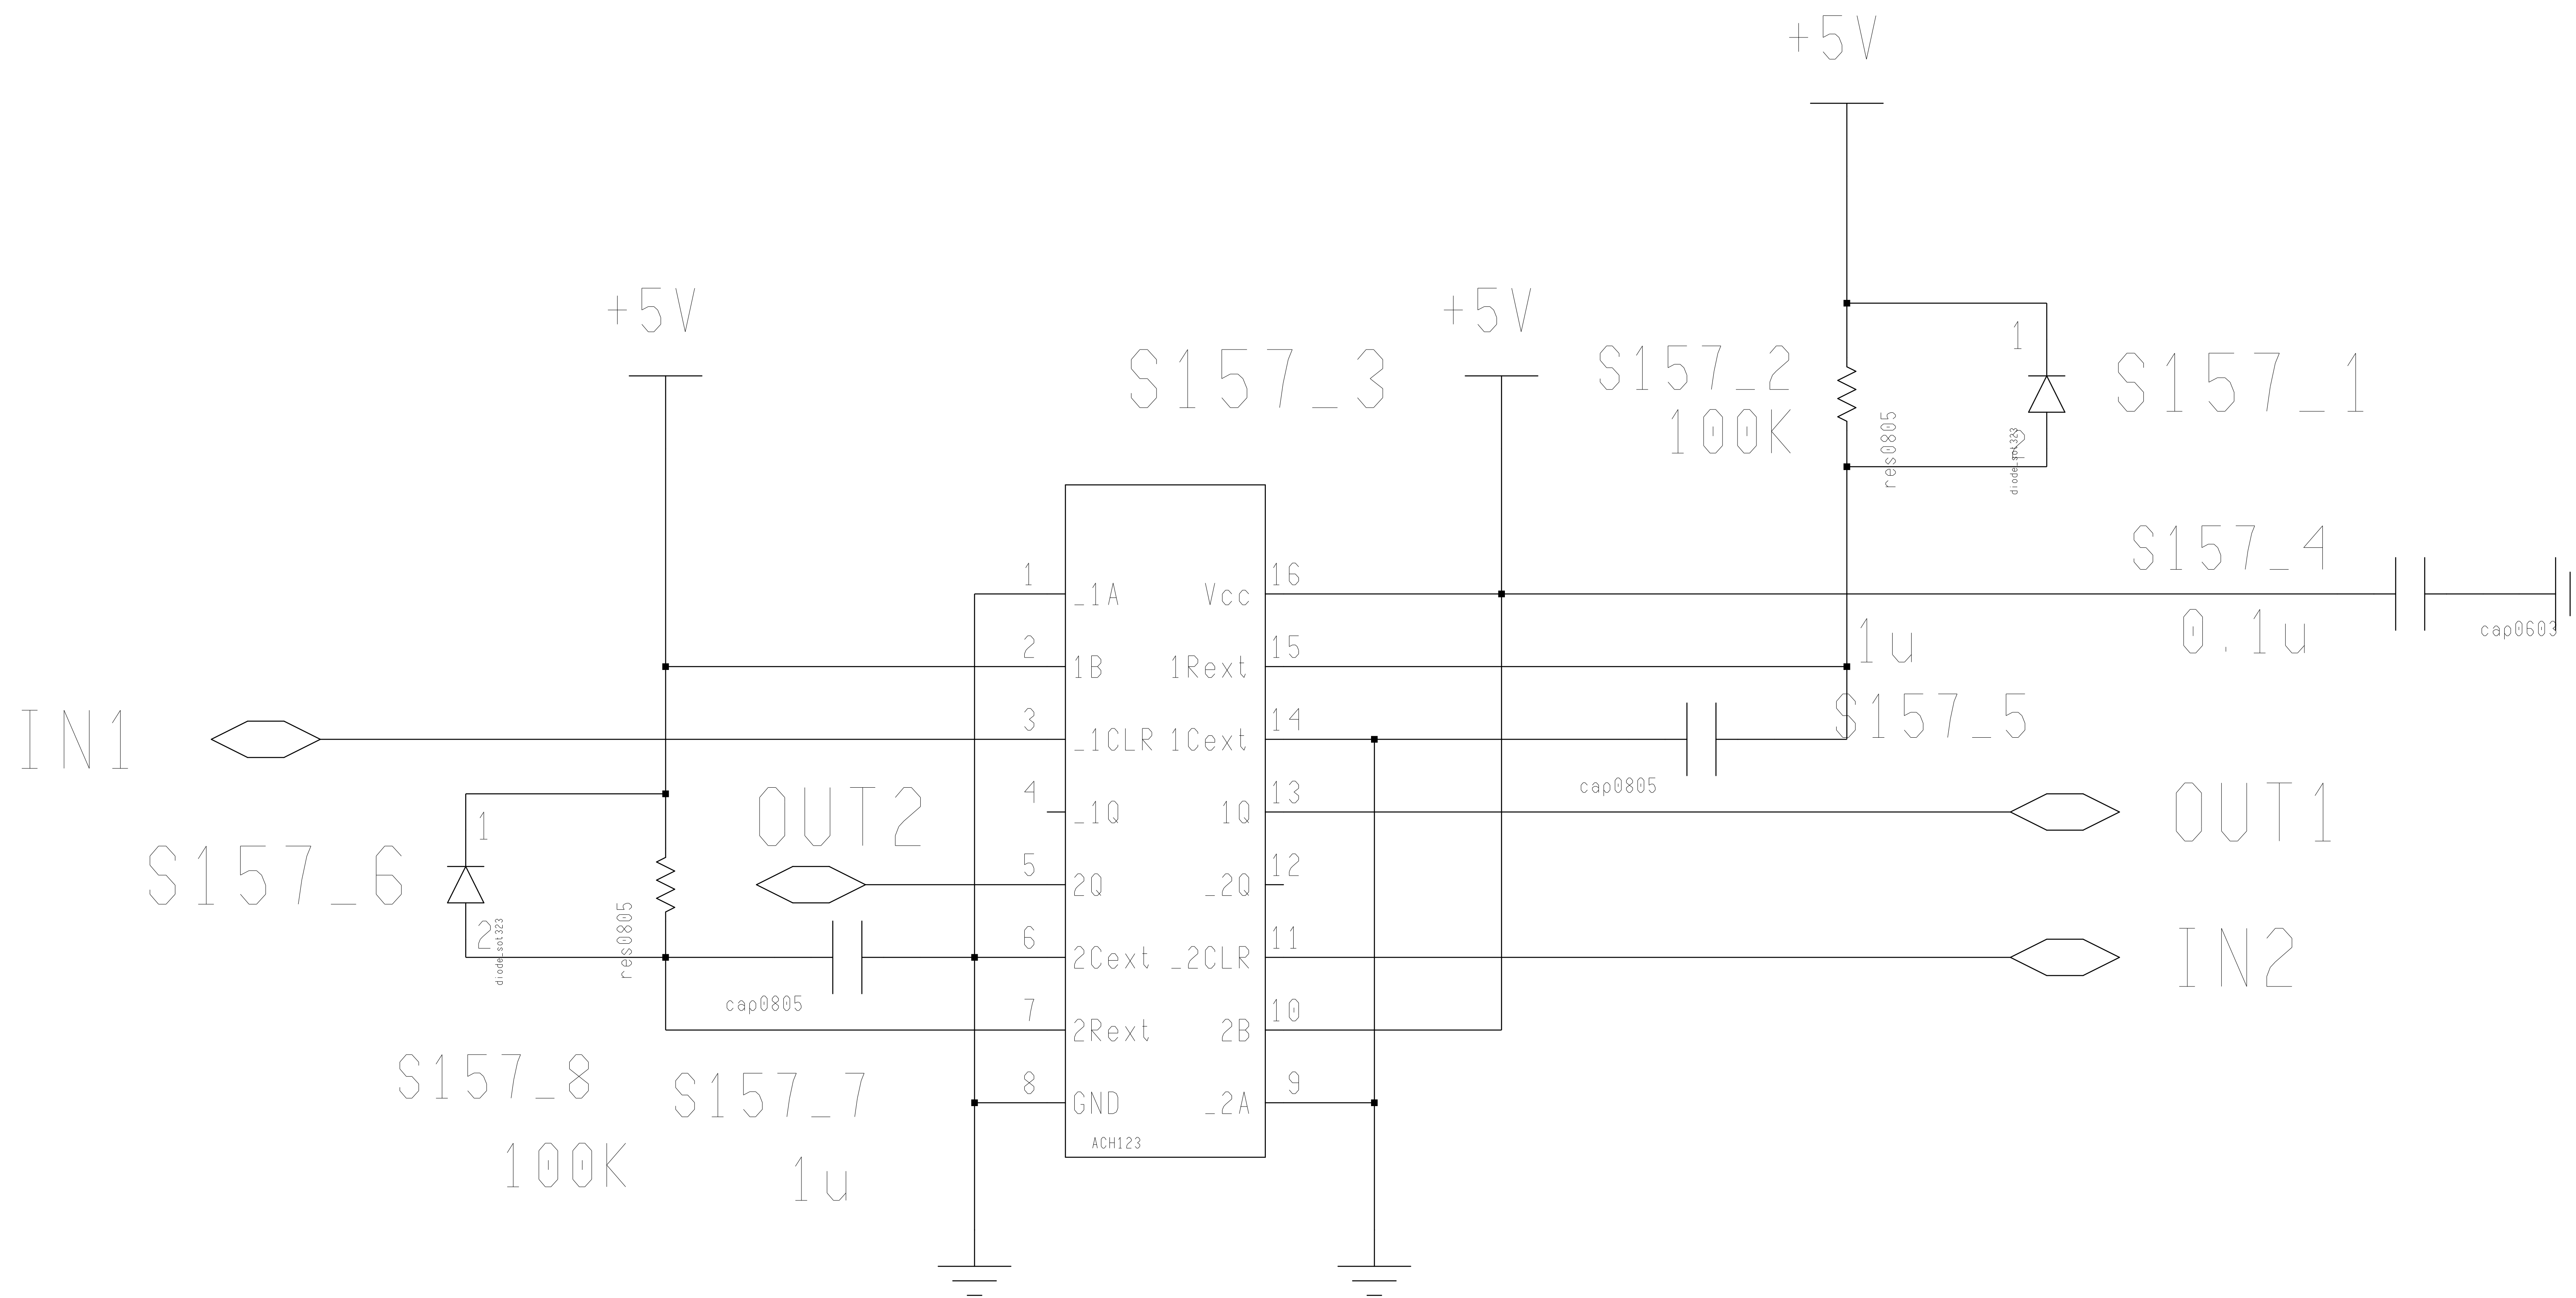 +5V
+5V
+5V
S157_3
S157_2
100K
res0805
1
2
diode_sot323
S157_1
S157_4
0.1u
cap0603
1 _1A Vcc 16
2 1B 1Rext 15
3 _1CLR 1Cext 14
4 _1Q 1Q 13
5 2Q _2Q 12
6 2Cext _2CLR 11
7 2Rext 2B 10
8 GND _2A 9
ACH123
1u
S157_5
cap0805
IN1
OUT2
OUT1
IN2
S157_6
1
2
diode_sot323
res0805
cap0805
S157_8
100K
S157_7
1u